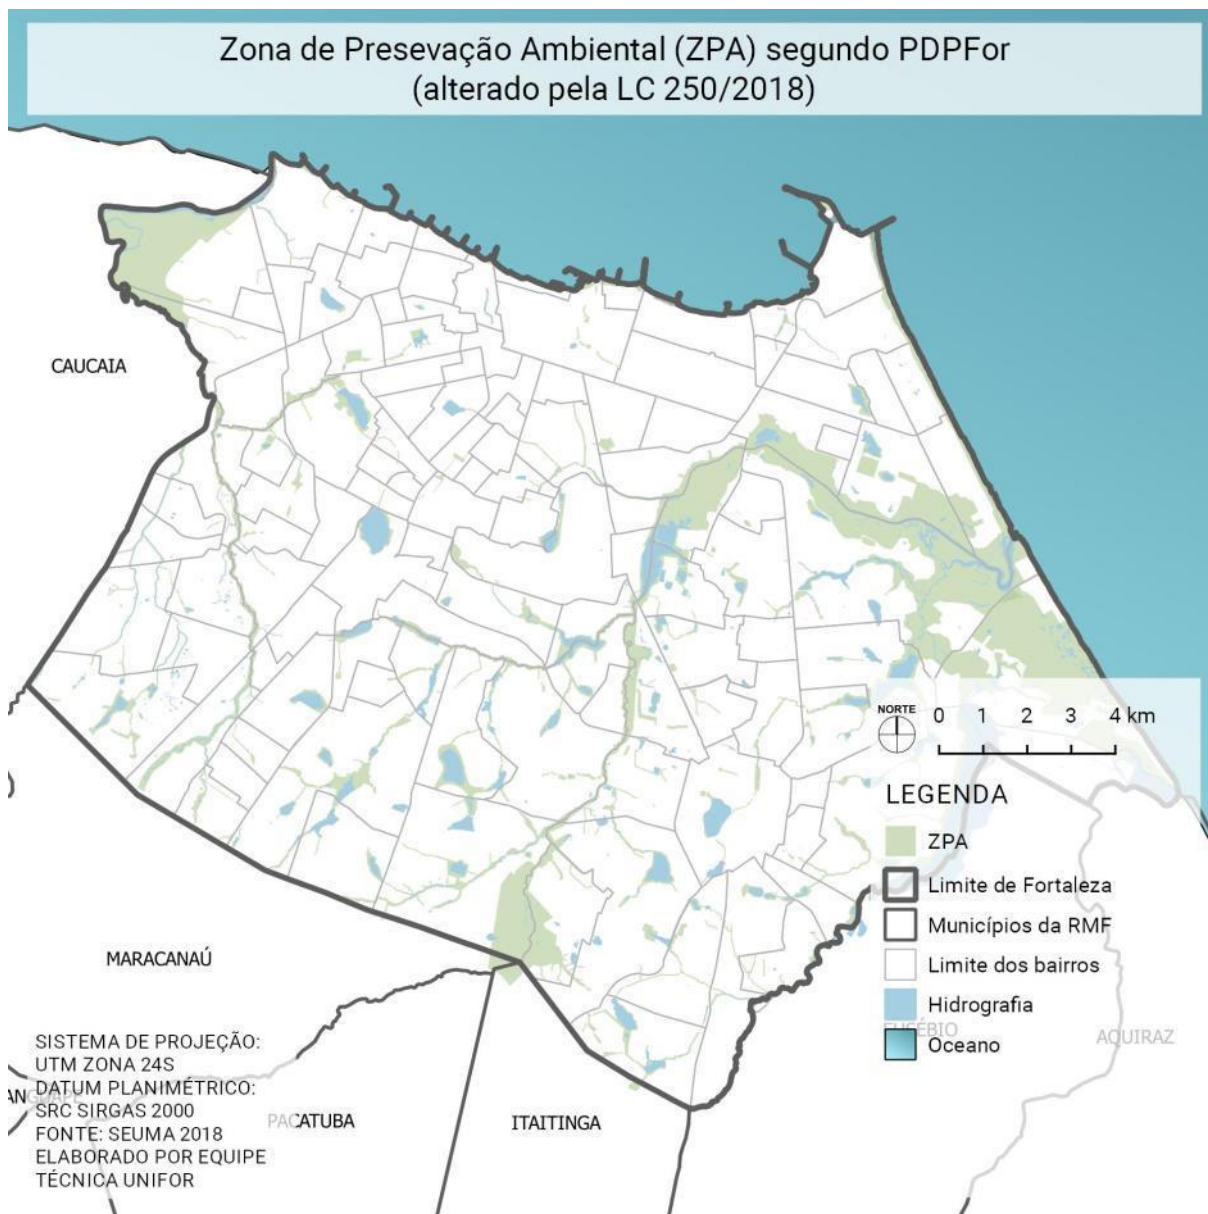 Zona de Presevação Ambiental (ZPA) segundo PDPFor
(alterado pela LC 250/2018)
CAUCAIA
NORTE
0 1 2 3 4 km
LEGENDA
ZPA
Limite de Fortaleza
Municípios da RMF
Limite dos bairros
Hidrografia
EUSÉBIO
Oceano
AQUIRAZ
MARACANAÚ
SISTEMA DE PROJEÇÃO:
UTM ZONA 24S
DATUM PLANIMÉTRICO:
SRC SIRGAS 2000
FONTE: SEUMA 2018
ELABORADO POR EQUIPE
TÉCNICA UNIFOR
PACATUBA
ITAITINGA